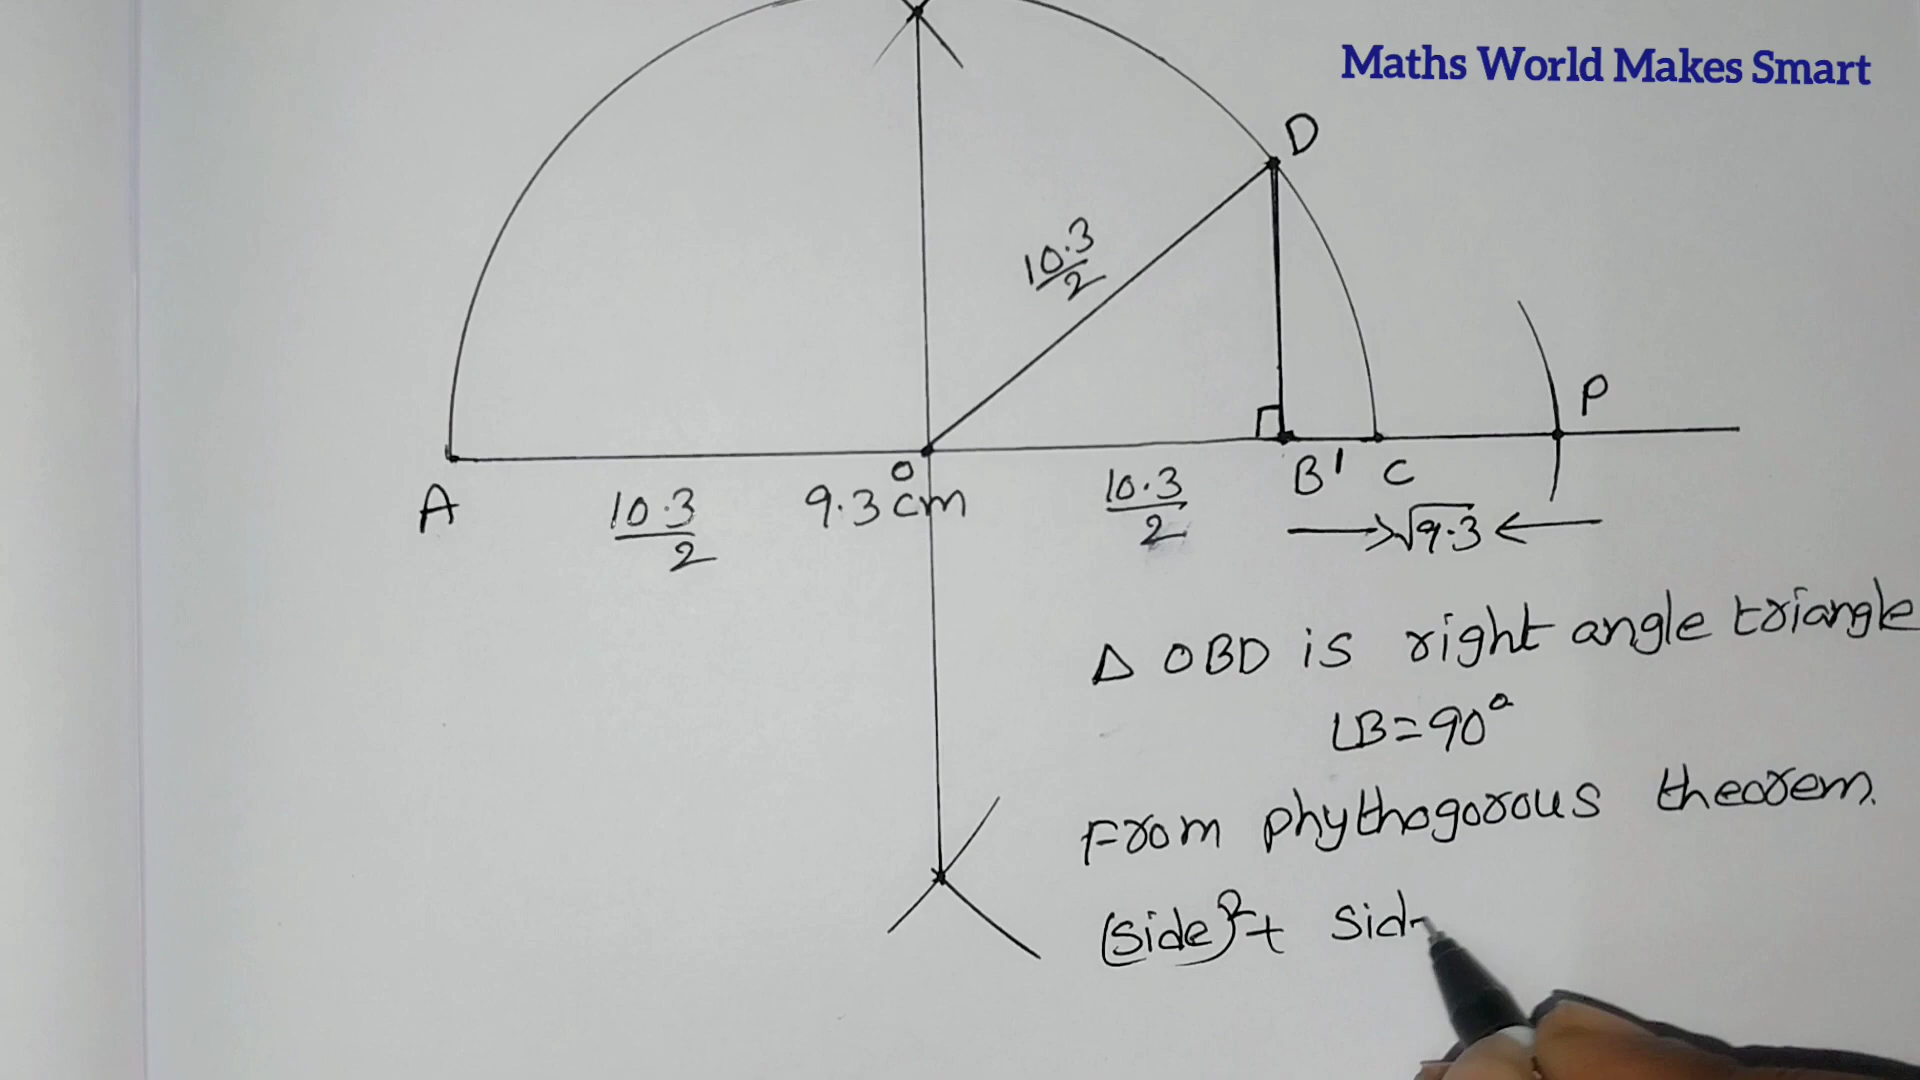 Maths World Makes Smart
D
10.3
2
P
A
O
B 1 C
10.3
2
9.3 cm
10.3
2
√9.3
Δ OBD is right angle triangle
∟B=90°
From phythogorous theorem.
(side)²+ Sid